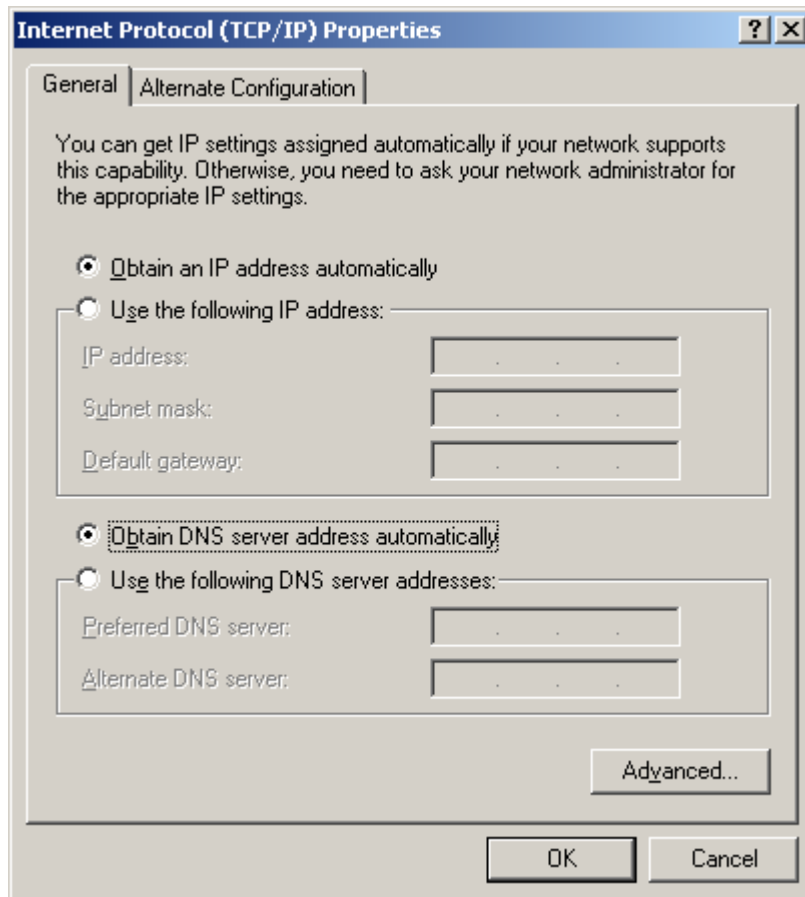 Internet Protocol (TCP/IP) Properties
General
Alternate Configuration
You can get IP settings assigned automatically if your network supports
this capability. Otherwise, you need to ask your network administrator for
the appropriate IP settings.
Obtain an IP address automatically
Use the following IP address:
IP address:
Subnet mask:
Default gateway:
Obtain DNS server address automatically
Use the following DNS server addresses:
Preferred DNS server:
Alternate DNS server:
Advanced...
OK
Cancel